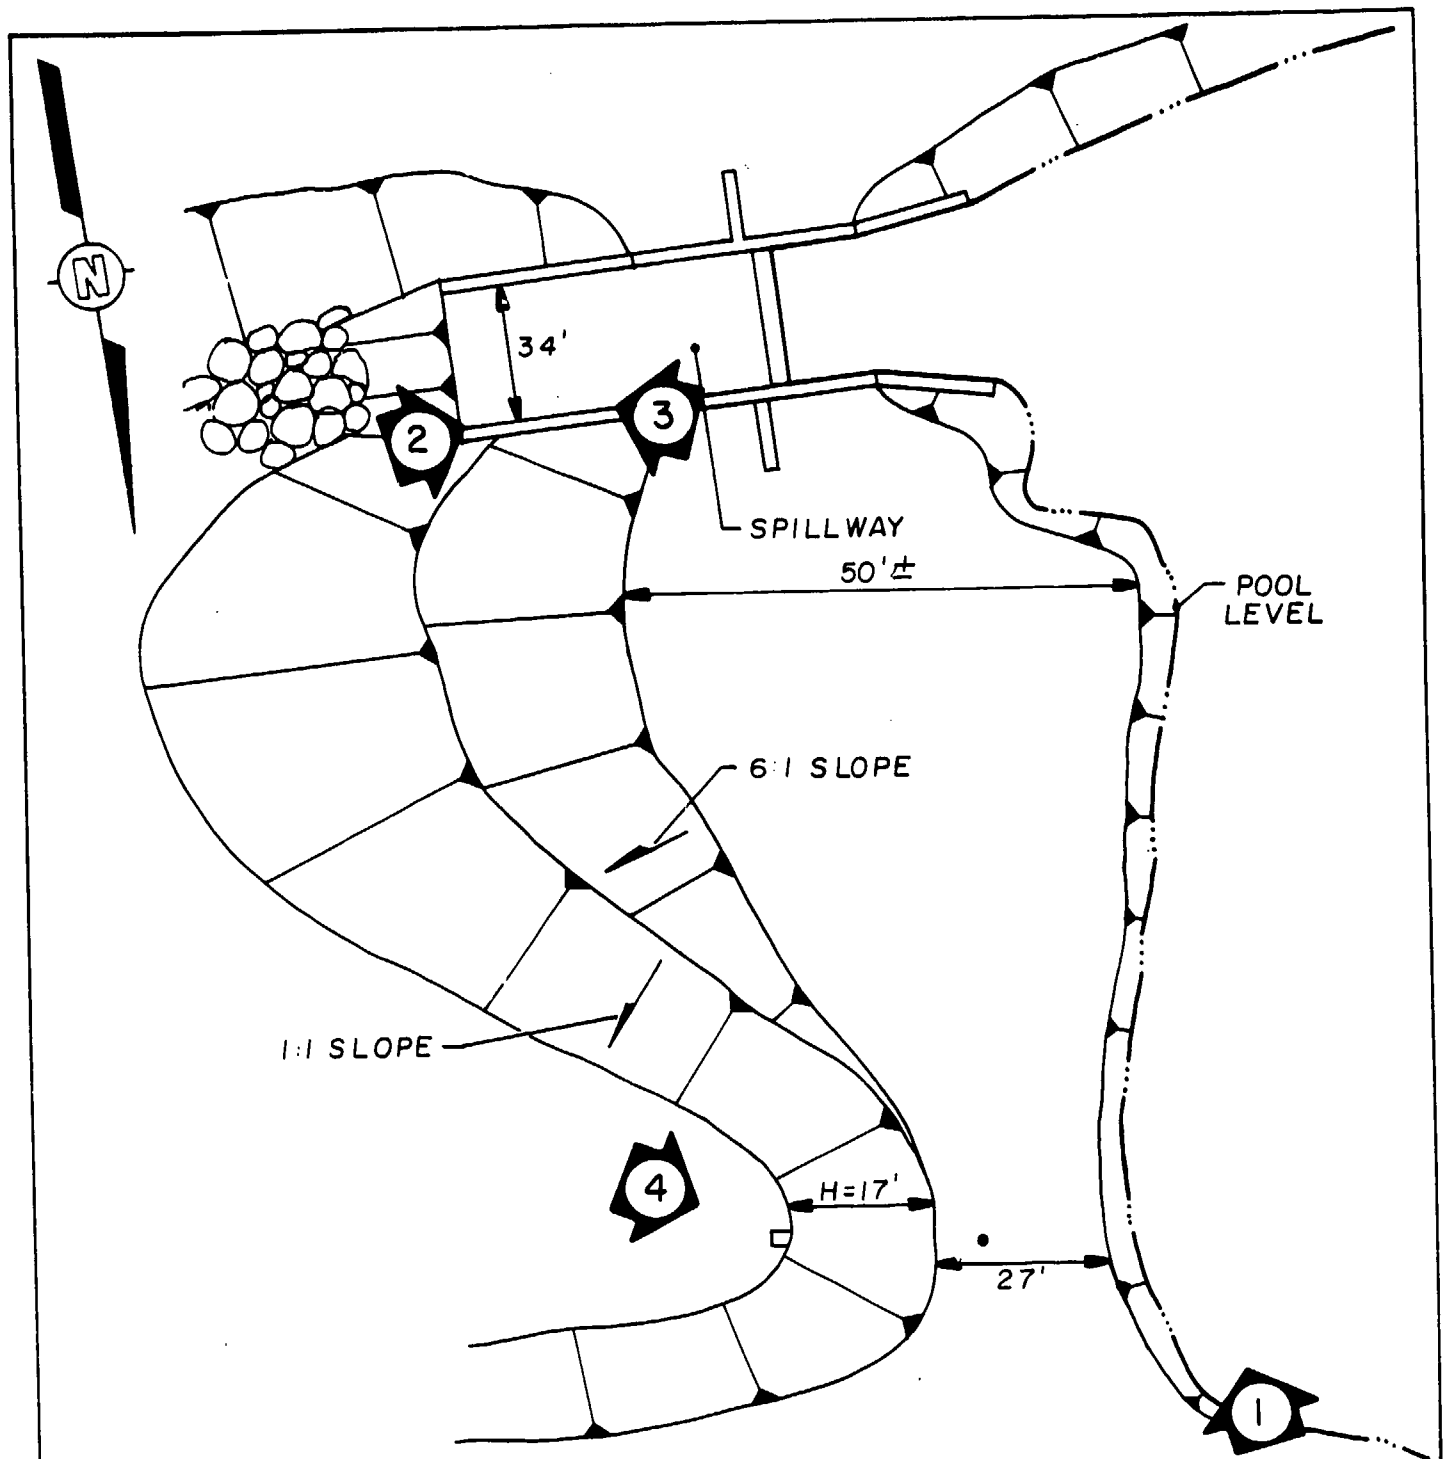 N
34'
2
3
SPILLWAY
50'±
POOL
LEVEL
6:1 SLOPE
1:1 SLOPE
4
H=17'
27'
1